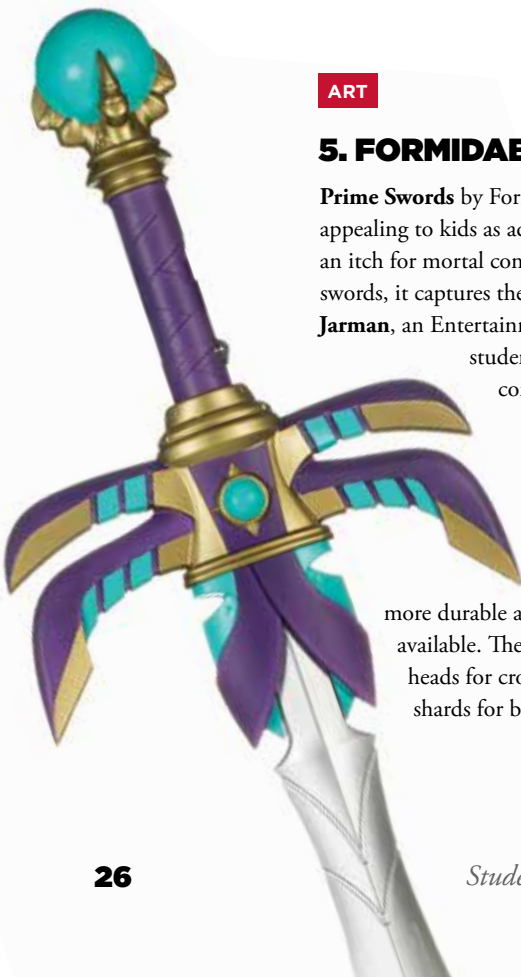 ART
5. FORMIDAB
Prime Swords by For
appealing to kids as ad
an itch for mortal com
swords, it captures the
Jarman, an Entertainm
studen
co
more durable a
available. The
heads for cro
shards for b
26
Stude